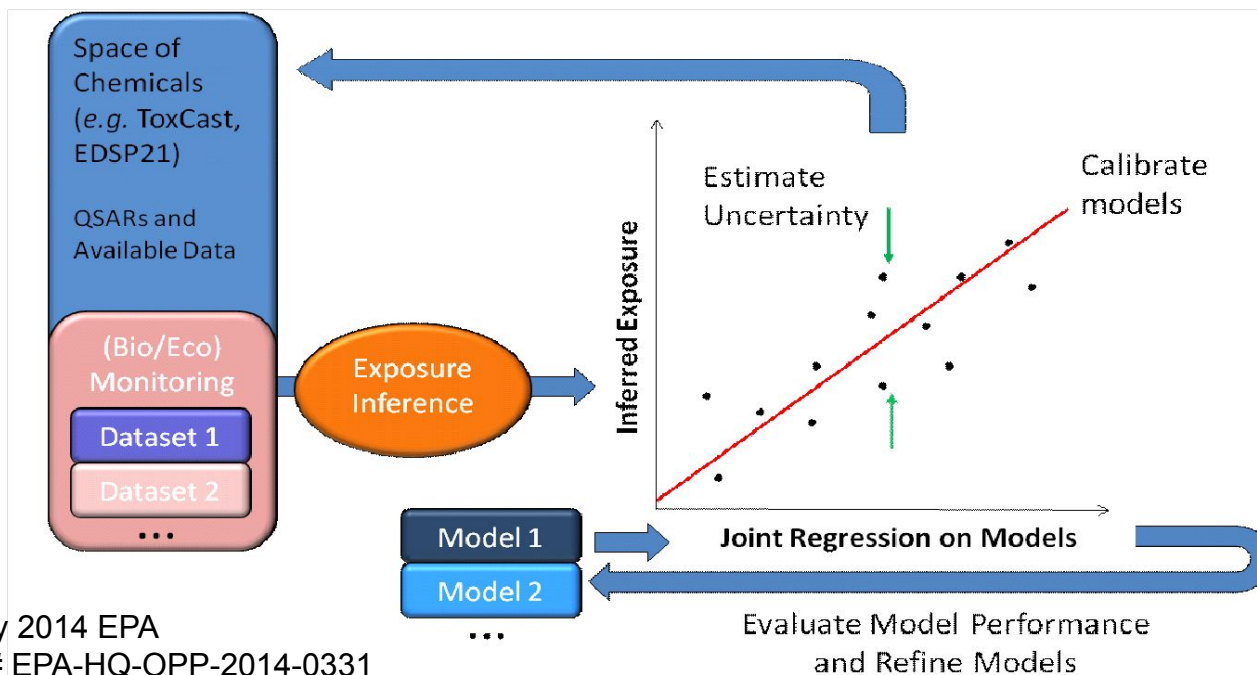 Space of
Chemicals
(e.g. ToxCast,
EDSP21)
QSARs and
Available Data
(Bio/Eco)
Monitoring
Dataset 1
Dataset 2
...
Exposure
Inference
Estimate
Uncertainty
Calibrate
models
Inferred Exposure
Joint Regression on Models
Model 1
Model 2
...
Evaluate Model Performance
and Refine Models
2014 EPA
EPA-HQ-OPP-2014-0331